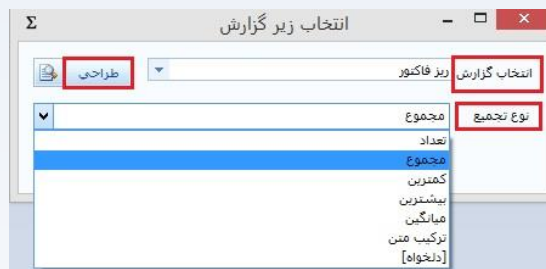 انتخاب زیر گزارش
انتخاب گزارش ریز فاکتور طراحی
نوع تجمیع مجموع
تعداد
مجموع
کمترین
بیشترین
میانگین
ترکیب متن
[دلخواه]